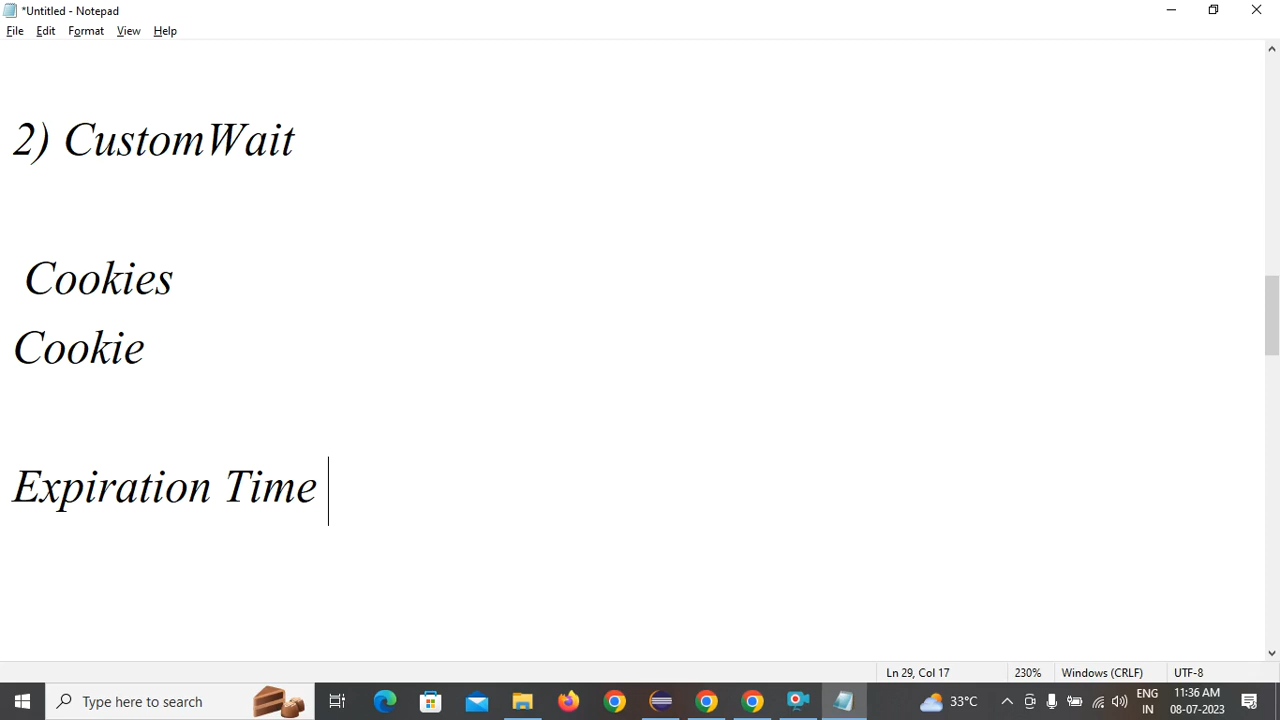 *Untitled - Notepad
File Edit Format View Help
2) CustomWait
Cookies
Cookie
Expiration Time
Ln 29, Col 17 230% Windows (CRLF) UTF-8
Type here to search
33°C
ENG
IN
11:36 AM
08-07-2023